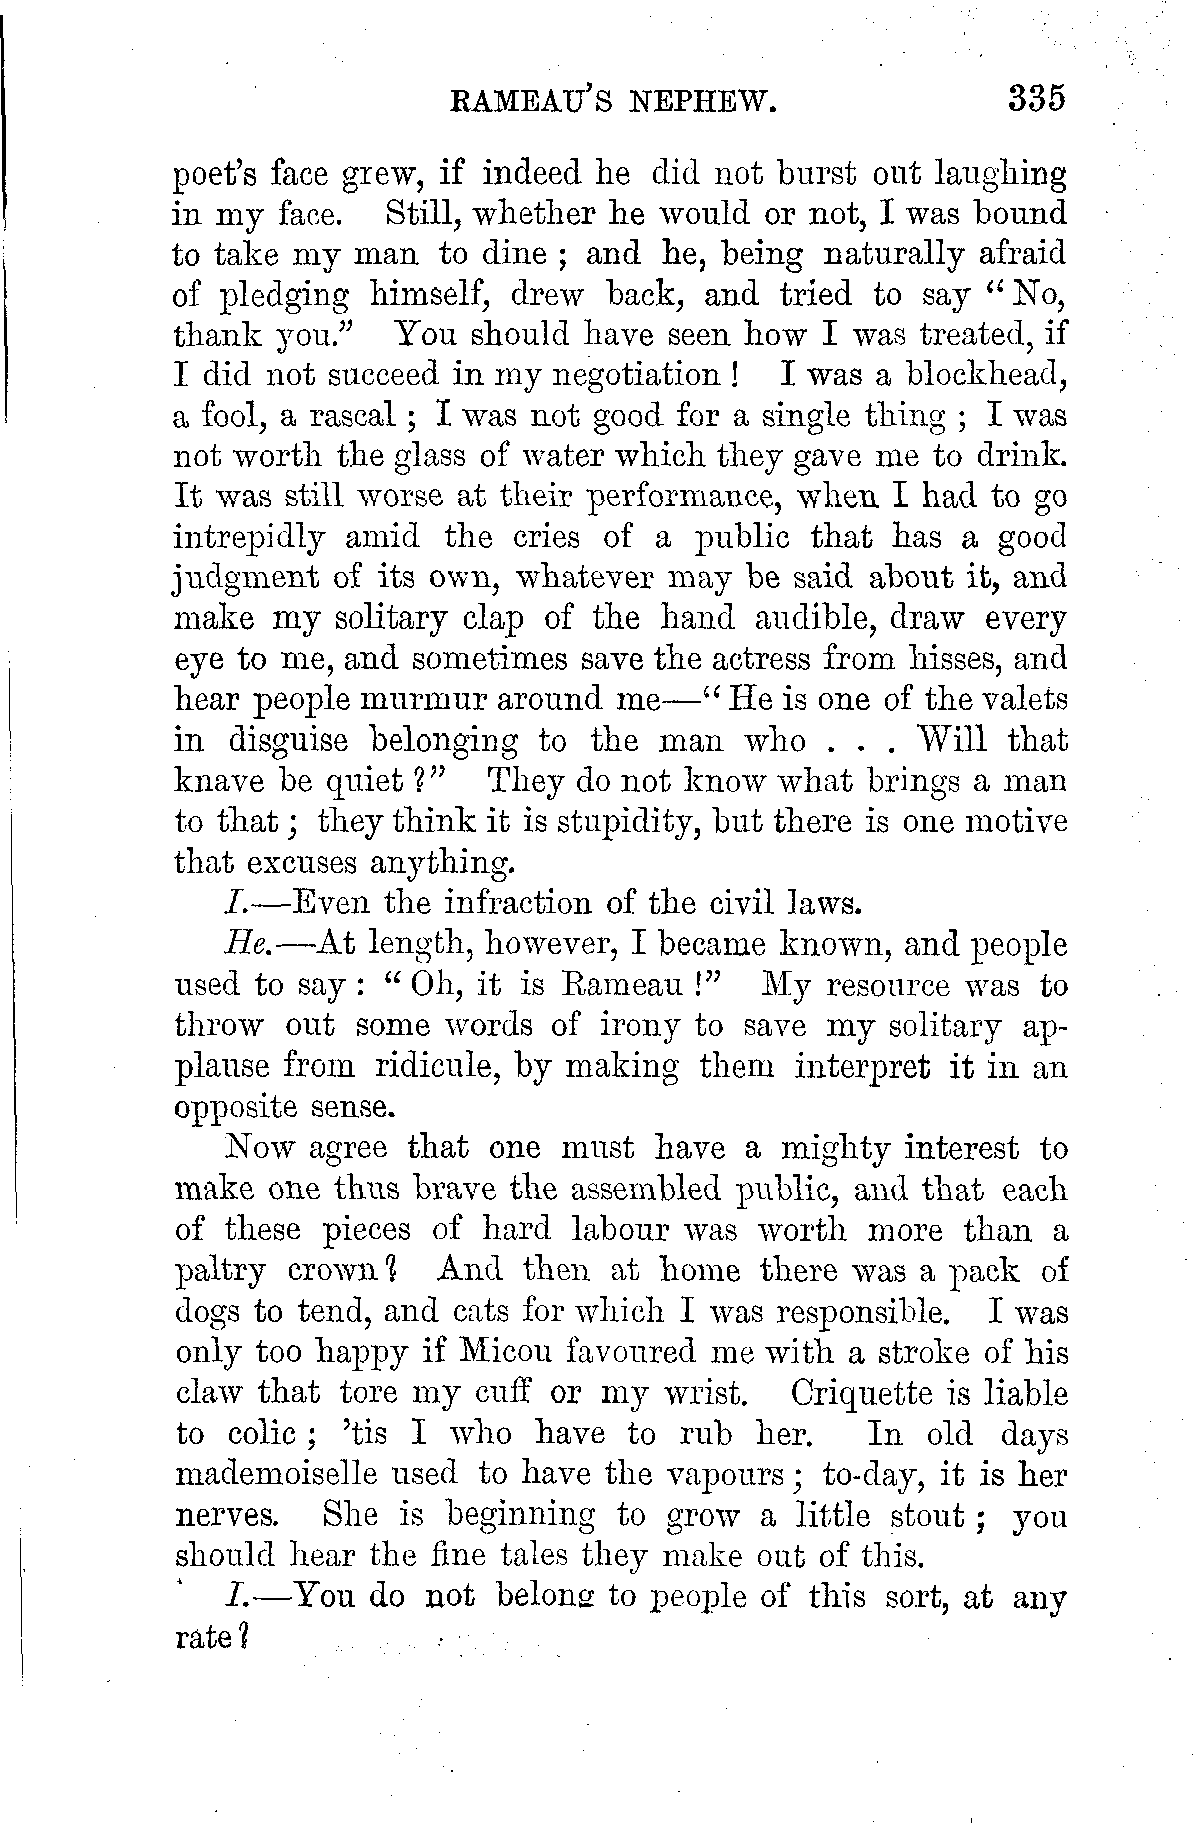 RAMEAU'S NEPHEW. 335
poet's face grew, if indeed he did not burst out laughing
in my face. Still, whether he would or not, I was bound
to take my man to dine ; and he, being naturally afraid
of pledging himself, drew back, and tried to say “ No,
thank you.” You should have seen how I was treated, if
I did not succeed in my negotiation ! I was a blockhead,
a fool, a rascal ; I was not good for a single thing ; I was
not worth the glass of water which they gave me to drink.
It was still worse at their performance, when I had to go
intrepidly amid the cries of a public that has a good
judgment of its own, whatever may be said about it, and
make my solitary clap of the hand audible, draw every
eye to me, and sometimes save the actress from hisses, and
hear people murmur around me—“ He is one of the valets
in disguise belonging to the man who . . . Will that
knave be quiet ?” They do not know what brings a man
to that ; they think it is stupidity, but there is one motive
that excuses anything.
I.—Even the infraction of the civil laws.
He.—At length, however, I became known, and people
used to say : “ Oh, it is Rameau !” My resource was to
throw out some words of irony to save my solitary ap-
plause from ridicule, by making them interpret it in an
opposite sense.
Now agree that one must have a mighty interest to
make one thus brave the assembled public, and that each
of these pieces of hard labour was worth more than a
paltry crown? And then at home there was a pack of
dogs to tend, and cats for which I was responsible. I was
only too happy if Micou favoured me with a stroke of his
claw that tore my cuff or my wrist. Criquette is liable
to colic ; 'tis I who have to rub her. In old days
mademoiselle used to have the vapours ; to-day, it is her
nerves. She is beginning to grow a little stout ; you
should hear the fine tales they make out of this.
I.—You do not belong to people of this sort, at any
rate?